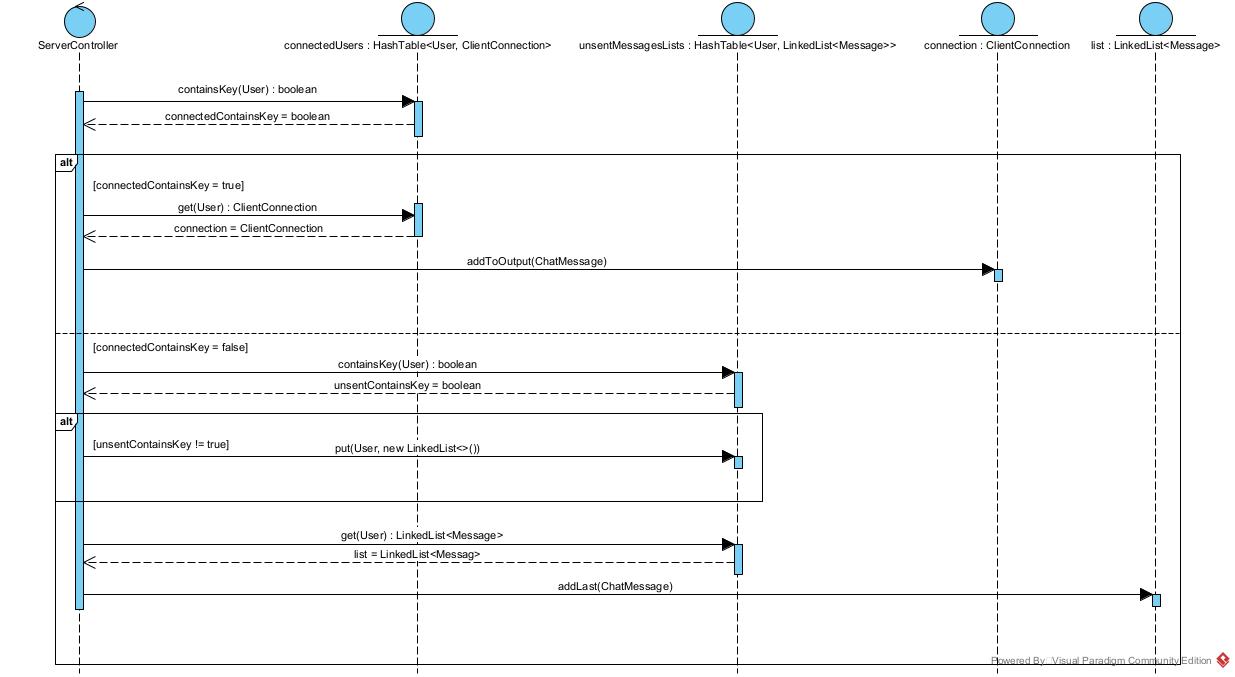 ServerController
connectedUsers : HashTable<User, ClientConnection>
unsentMessagesLists : HashTable<User, LinkedList<Message>>
connection : ClientConnection
list : LinkedList<Message>
containsKey(User) : boolean
connectedContainsKey = boolean
alt
[connectedContainsKey = true]
get(User) : ClientConnection
connection = ClientConnection
addToOutput(ChatMessage)
[connectedContainsKey = false]
containsKey(User) : boolean
unsentContainsKey = boolean
alt
[unsentContainsKey != true]
put(User, new LinkedList<>())
get(User) : LinkedList<Message>
list = LinkedList<Messag>
addLast(ChatMessage)
Powered By: Visual Paradigm Community Edition